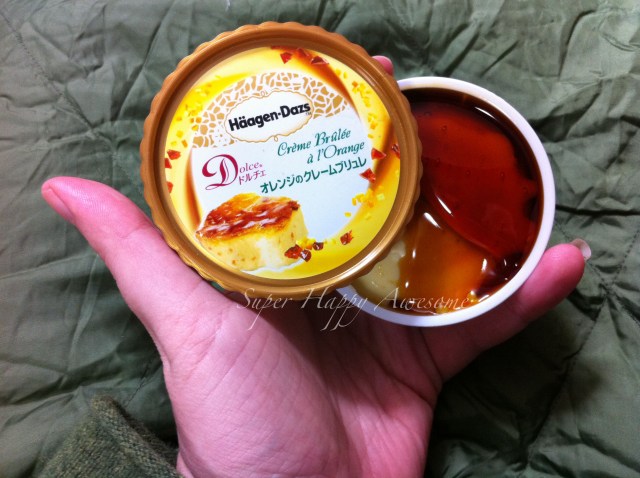 Häagen-Dazs
Crème Brûlée
à l'Orange
Dolce
ドルチェ
オレンジのクレームブリュレ
Super Happy Awesome